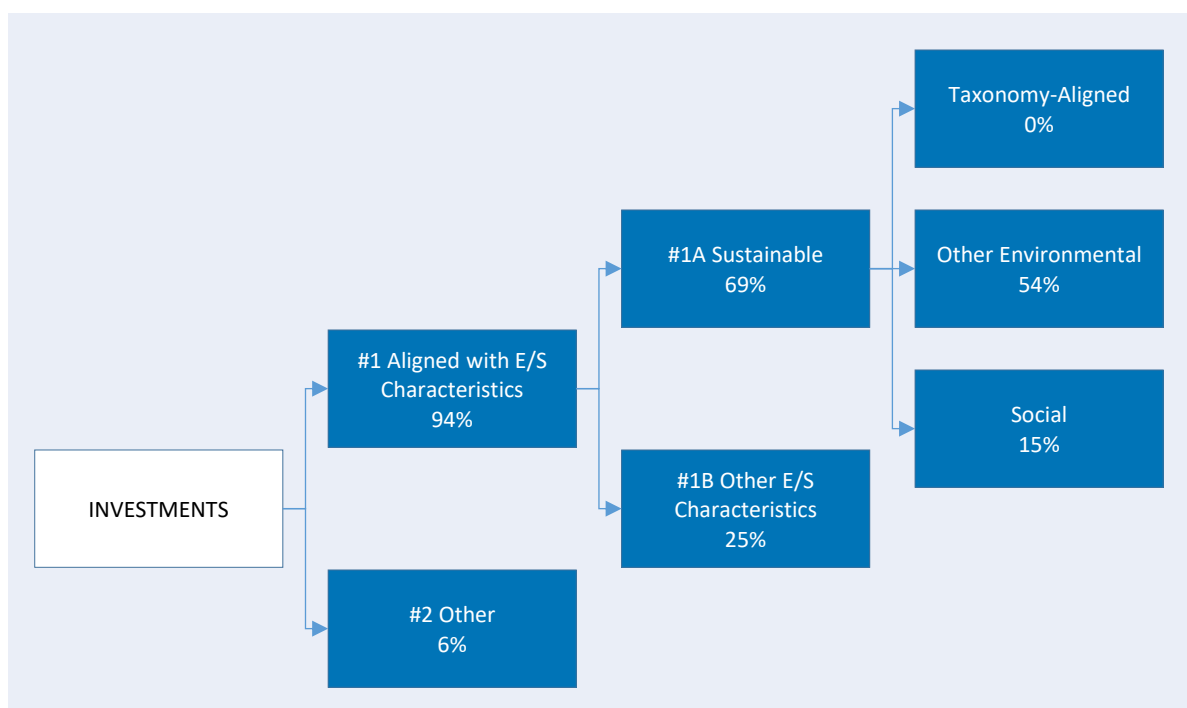 INVESTMENTS
#1 Aligned with E/S
Characteristics
94%
#2 Other
6%
#1A Sustainable
69%
#1B Other E/S
Characteristics
25%
Taxonomy-Aligned
0%
Other Environmental
54%
Social
15%